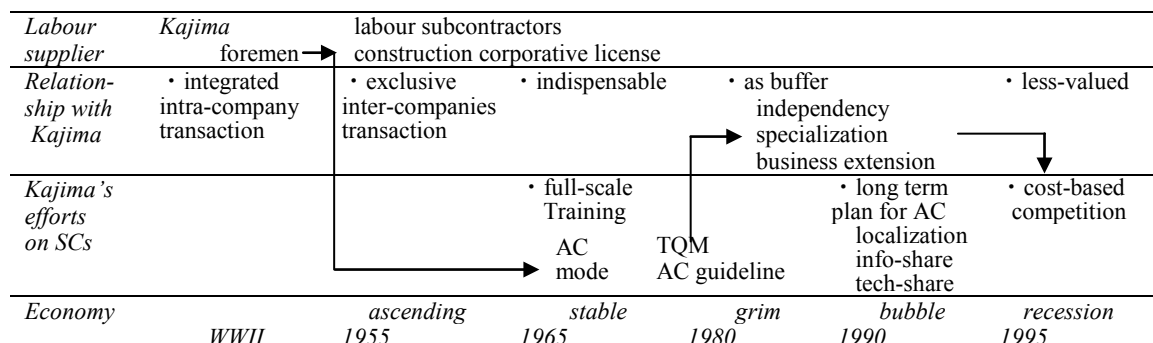 Labour Kajima labour subcontractors
supplier foremen construction corporative license
Relation- ・integrated ・exclusive ・indispensable ・as buffer ・less-valued
ship with intra-company inter-companies independency
Kajima transaction transaction specialization
business extension
Kajima's ・full-scale ・long term ・cost-based
efforts Training plan for AC competition
on SCs AC TQM localization
mode AC guideline info-share
tech-share
Economy ascending stable grim bubble recession
WWII 1955 1965 1980 1990 1995